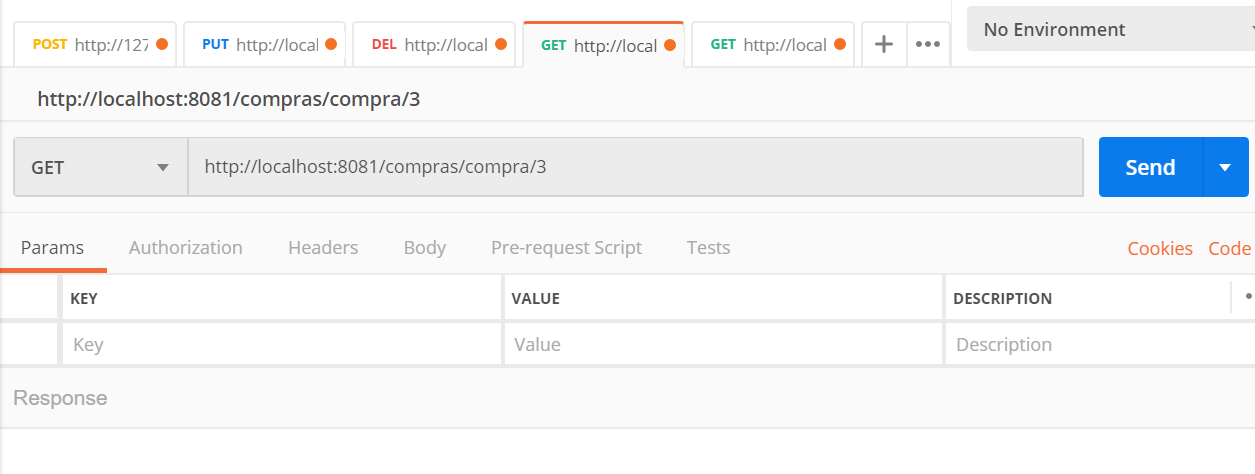 POST http://127 PUT http://local DEL http://local GET http://local GET http://local + ••• No Environment
http://localhost:8081/compras/compra/3
GET http://localhost:8081/compras/compra/3 Send
Params Authorization Headers Body Pre-request Script Tests Cookies Code
KEY VALUE DESCRIPTION
Key Value Description
Response